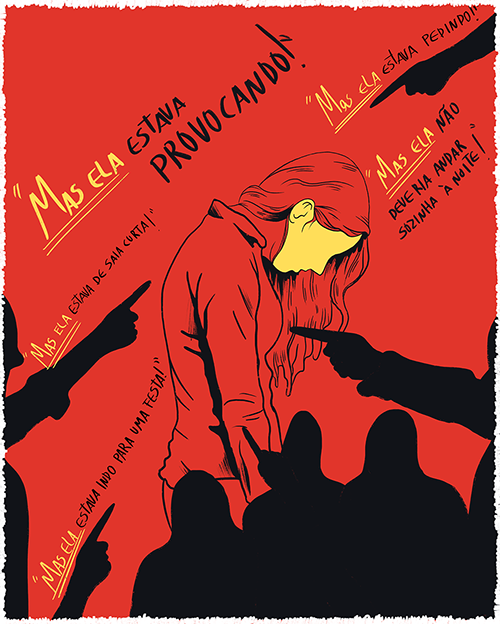 "MAS ELA ESTAVA
PROVOCANDO!"
"MAS ELA ESTAVA PEDINDO!"
"MAS ELA NÃO
DEVERIA ANDAR
SOZINHA À NOITE!"
"MAS ELA ESTAVA DE SAIA CURTA!"
"MAS ELA ESTAVA INDO PARA UMA FESTA!"